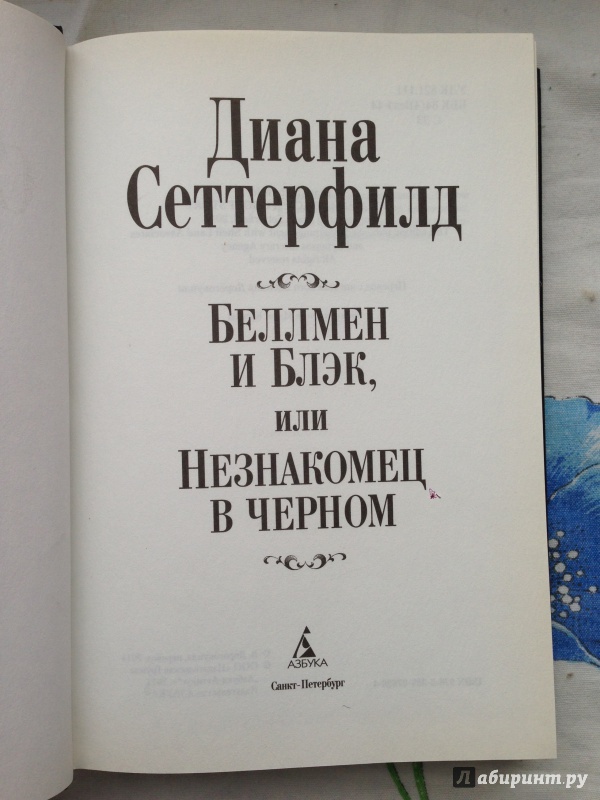 Диана
Сеттерфилд
Беллмен
и Блэк,
или
Незнакомец
в черном
АЗБУКА
Санкт-Петербург
Лабиринт.ру